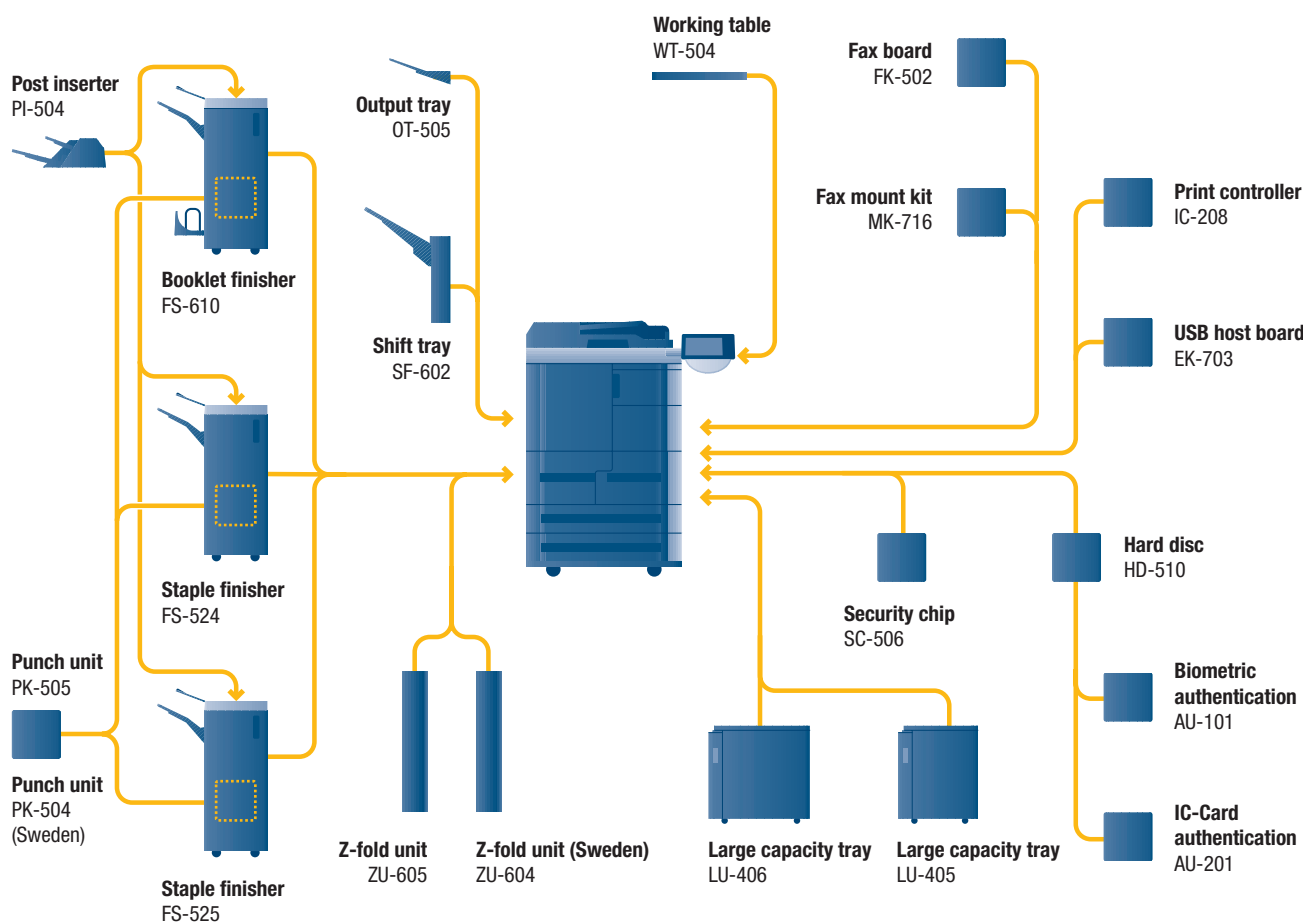 Post inserter
PI-504
Booklet finisher
FS-610
Staple finisher
FS-524
Punch unit
PK-505
Punch unit
PK-504
(Sweden)
Staple finisher
FS-525
Output tray
OT-505
Shift tray
SF-602
Z-fold unit
ZU-605
Z-fold unit (Sweden)
ZU-604
Working table
WT-504
Fax board
FK-502
Fax mount kit
MK-716
Print controller
IC-208
USB host board
EK-703
Hard disc
HD-510
Security chip
SC-506
Biometric
authentication
AU-101
IC-Card
authentication
AU-201
Large capacity tray
LU-406
Large capacity tray
LU-405